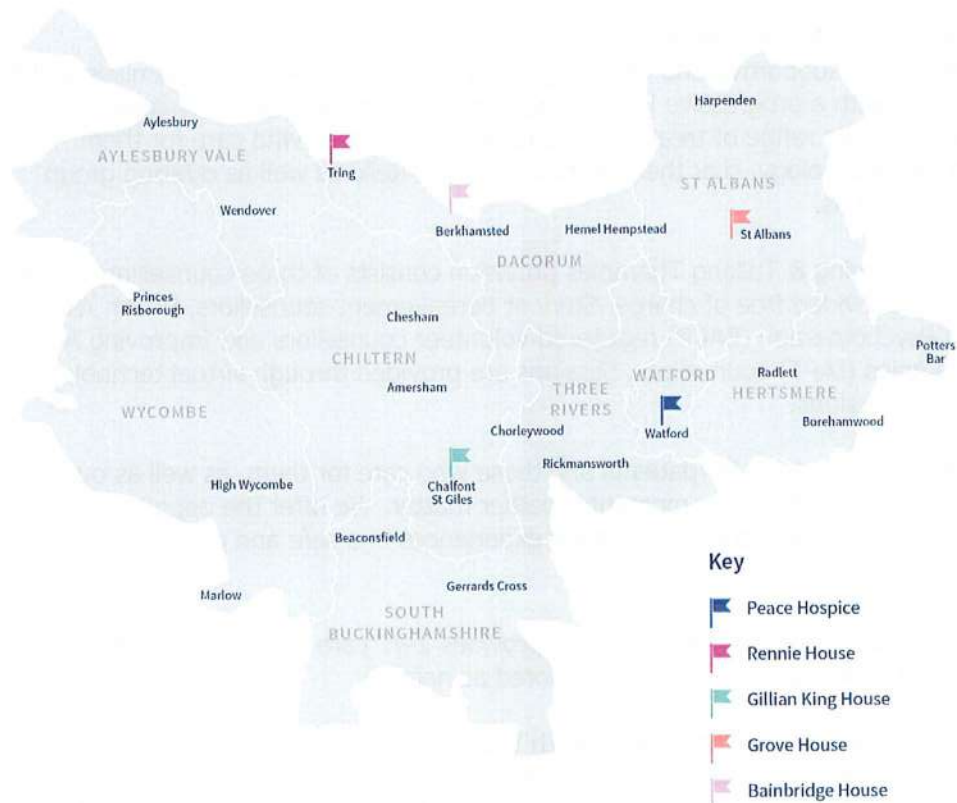 Harpenden
Aylesbury
AYLESBURY VALE
Tring
ST ALBANS
Wendover
Berkhamsted
Hemel Hempstead
St Albans
DACORUM
Princes
Risborough
Chesham
Potters
Bar
CHILTERN
Amersham
THREE
RIVERS
WATFORD
Radlett
HERTSMERE
WYCOMBE
Chorleywood
Watford
Borehamwood
Rickmansworth
High Wycombe
Chalfont
St Giles
Beaconsfield
Marlow
Gerrards Cross
SOUTH
BUCKINGHAMSHIRE
Key
Peace Hospice
Rennie House
Gillian King House
Grove House
Bainbridge House